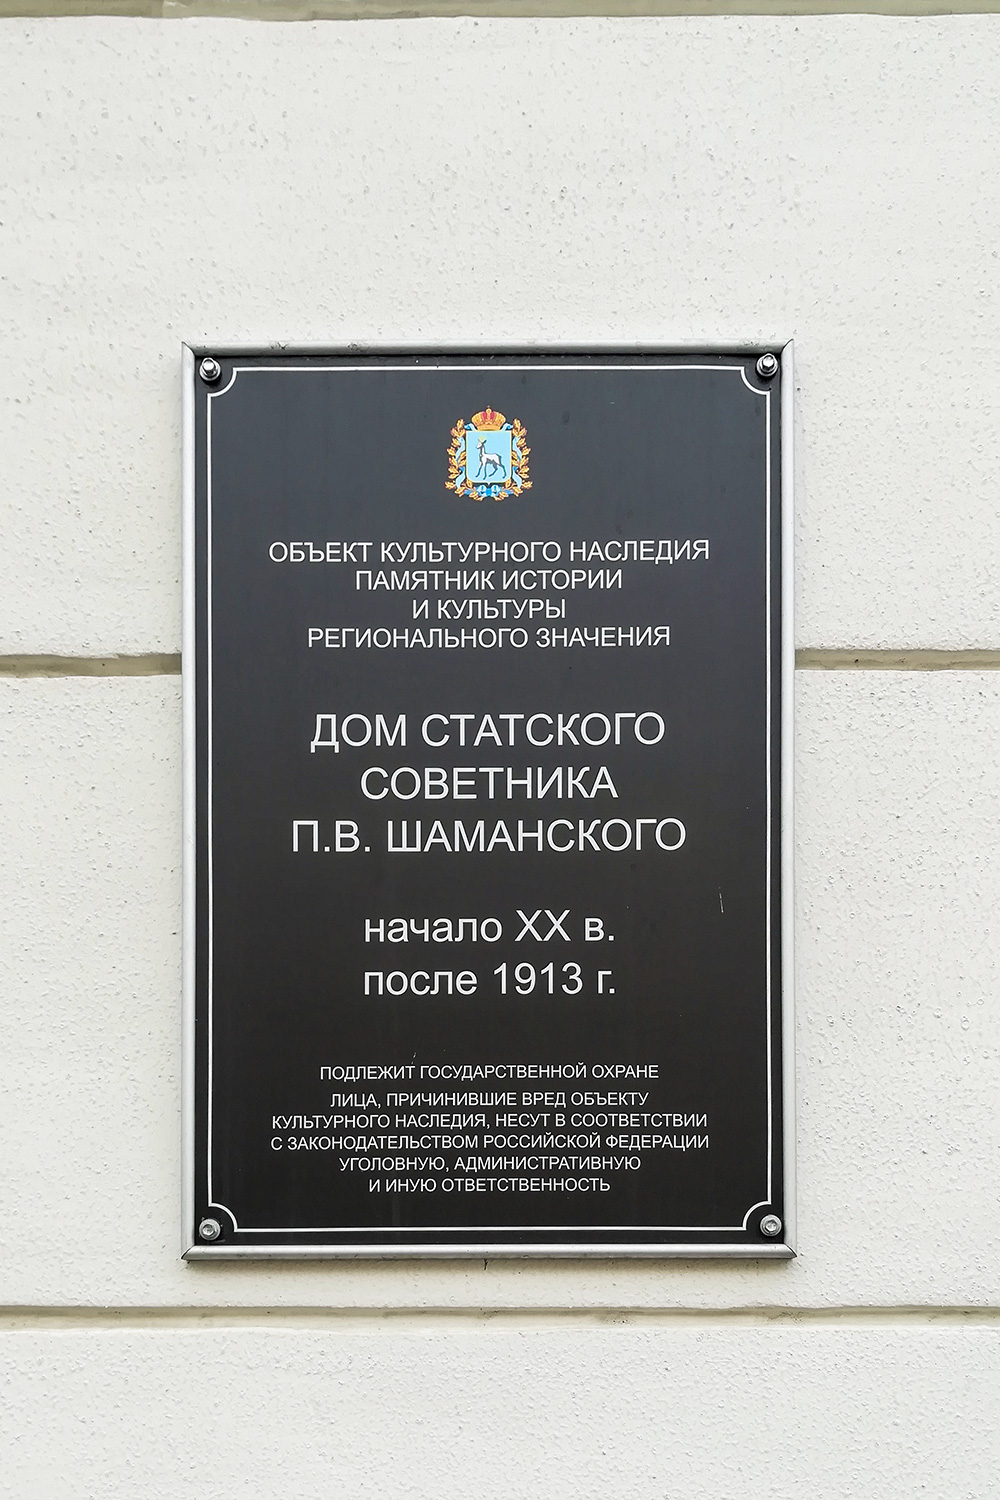 ОБЪЕКТ КУЛЬТУРНОГО НАСЛЕДИЯ
ПАМЯТНИК ИСТОРИИ
И КУЛЬТУРЫ
РЕГИОНАЛЬНОГО ЗНАЧЕНИЯ
ДОМ СТАТСКОГО
СОВЕТНИКА
П.В. ШАМАНСКОГО
начало XX в.
после 1913 г.
ПОДЛЕЖИТ ГОСУДАРСТВЕННОЙ ОХРАНЕ
ЛИЦА, ПРИЧИНИВШИЕ ВРЕД ОБЪЕКТУ
КУЛЬТУРНОГО НАСЛЕДИЯ, НЕСУТ В СООТВЕТСТВИИ
С ЗАКОНОДАТЕЛЬСТВОМ РОССИЙСКОЙ ФЕДЕРАЦИИ
УГОЛОВНУЮ, АДМИНИСТРАТИВНУЮ
И ИНУЮ ОТВЕТСТВЕННОСТЬ